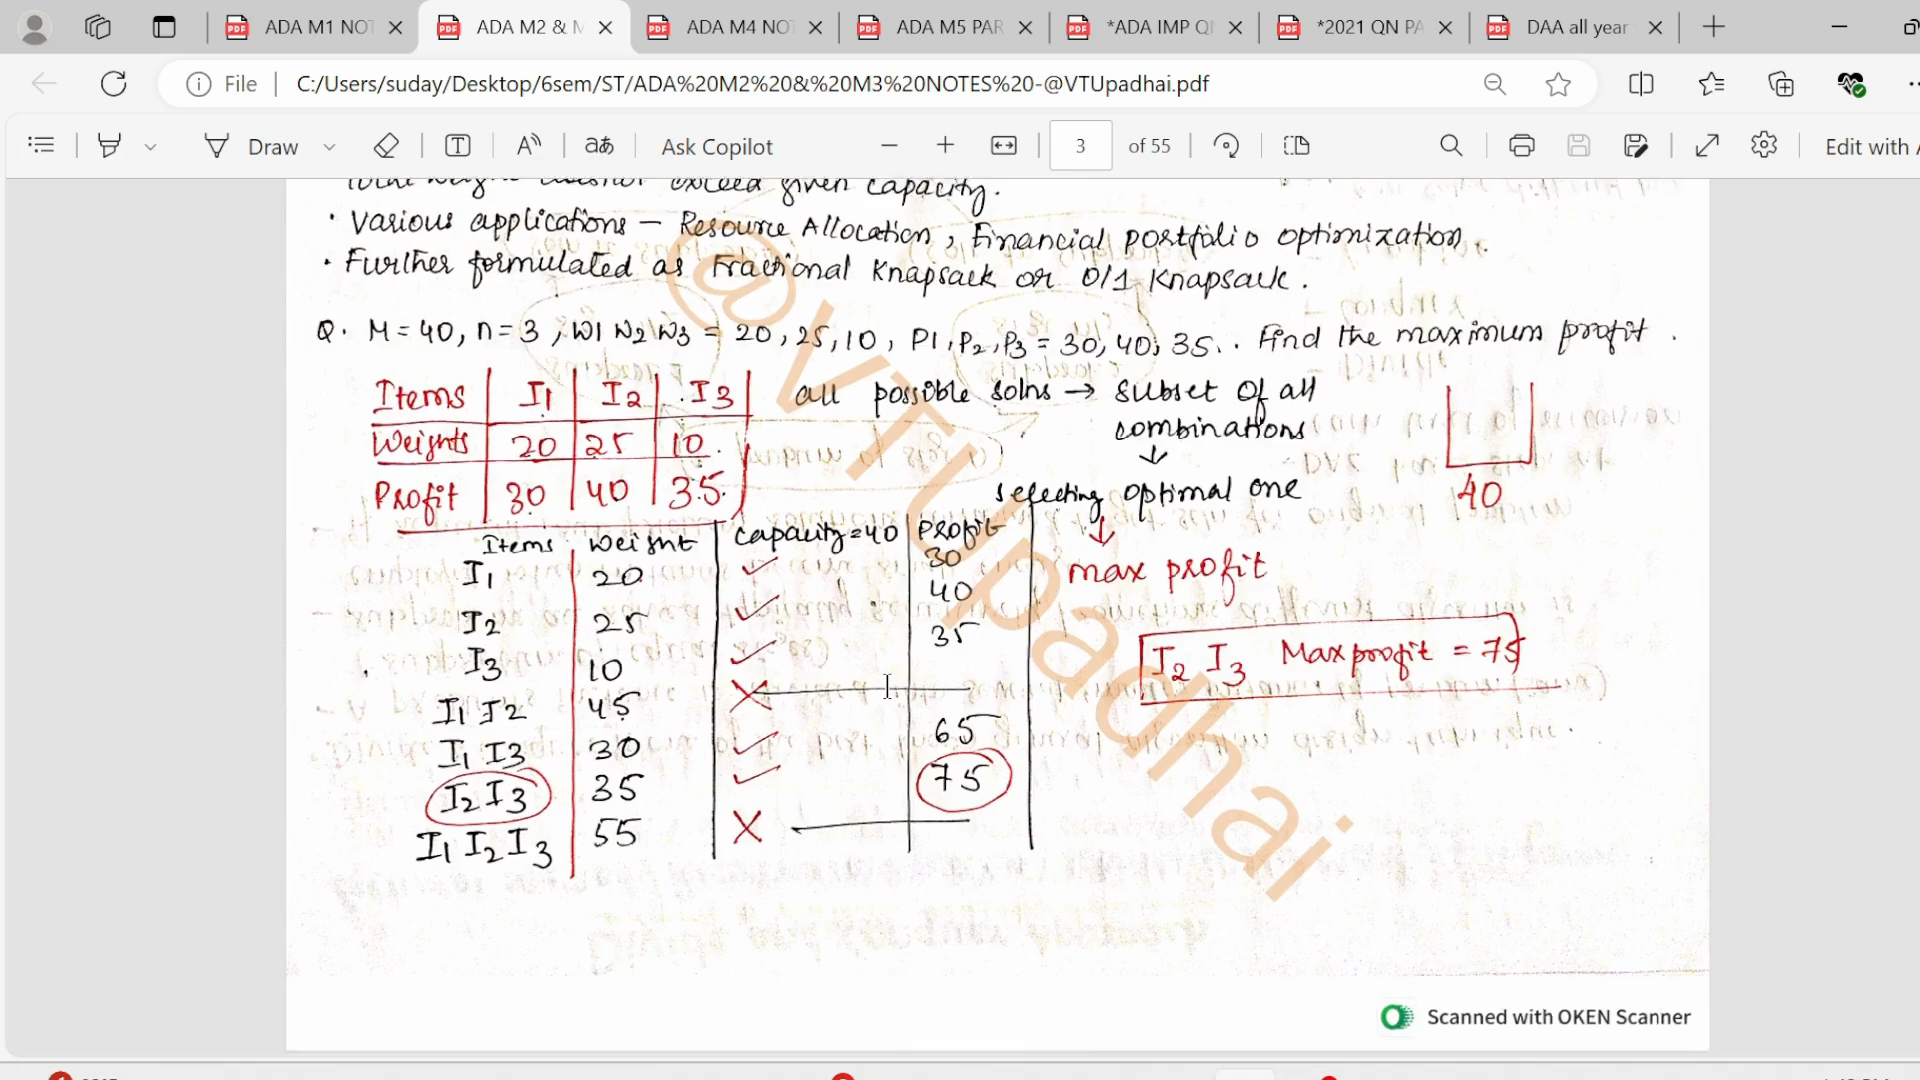 ADA M1 NOT
ADA M2 & M
ADA M4 NO
ADA M5 PAR
*ADA IMP Q
*2021 QN PA
DAA all year
File
C:/Users/suday/Desktop/6sem/ST/ADA%20M2%20&%20M3%20NOTES%20-@VTUpadhai.pdf
Draw
Ask Copilot
3 of 55
Edit with A
exceed given capacity.
· Various applications — Resource Allocation, Financial portfolio optimization.
· Further formulated as Fractional Knapsack or 0/1 Knapsack.
Q. M=40, n=3, W1 W2 W3 = 20, 25, 10, P1, P2, P3 = 30, 40, 35. Find the maximum profit.
Items I1 I2 I3
Weights 20 25 10
Profit 30 40 35
all possible solns → subset of all
combinations
↓
selecting optimal one
↓
max profit
40
Items Weight capacity=40 Profit
I1 20 ✓ 30
I2 25 ✓ 40
I3 10 ✓ 35
I1 I2 45 X
I1 I3 30 ✓ 65
I2 I3 35 ✓ 75
I1 I2 I3 55 X
I2 I3 Max profit = 75
@VTUpadhai
Scanned with OKEN Scanner